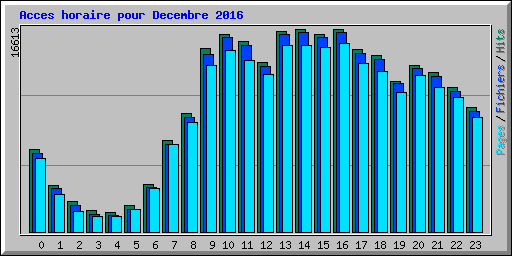 Acces horaire pour Decembre 2016
16613
Pages / Fichiers / Hits
0 1 2 3 4 5 6 7 8 9 10 11 12 13 14 15 16 17 18 19 20 21 22 23